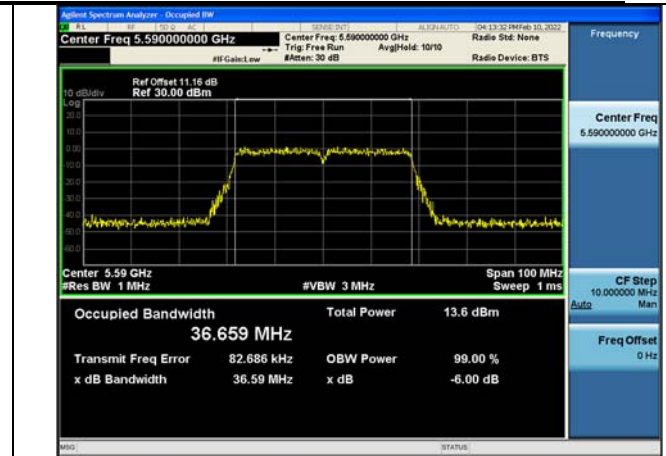 Agilent Spectrum Analyzer - Occupied BW
RL RF 50 Ω AC SENSE:INT ALIGN AUTO 04:13:32 PM Feb 10, 2022
Center Freq 5.590000000 GHz
Center Freq: 5.590000000 GHz
Radio Std: None
Trig: Free Run Avg|Hold: 10/10
#IFGain:Low #Atten: 30 dB Radio Device: BTS
Ref Offset 11.16 dB
10 dB/div Ref 30.00 dBm
Log
20.0
10.0
0.00
10.0
20.0
30.0
40.0
50.0
60.0
Center 5.59 GHz Span 100 MHz
#Res BW 1 MHz #VBW 3 MHz Sweep 1 ms
Occupied Bandwidth Total Power 13.6 dBm
36.659 MHz
Transmit Freq Error 82.686 kHz OBW Power 99.00 %
x dB Bandwidth 36.59 MHz x dB -6.00 dB
MSG STATUS
Frequency
Center Freq
5.590000000 GHz
CF Step
10.000000 MHz
Auto Man
Freq Offset
0 Hz